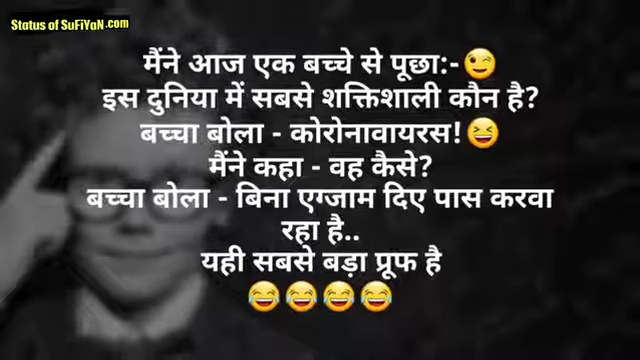 Status of SuFiYaN.com
मैंने आज एक बच्चे से पूछा:-😉
इस दुनिया में सबसे शक्तिशाली कौन है?
बच्चा बोला - कोरोनावायरस!😆
मैंने कहा - वह कैसे?
बच्चा बोला - बिना एग्जाम दिए पास करवा
रहा है..
यही सबसे बड़ा प्रूफ है
😂😂😂😂